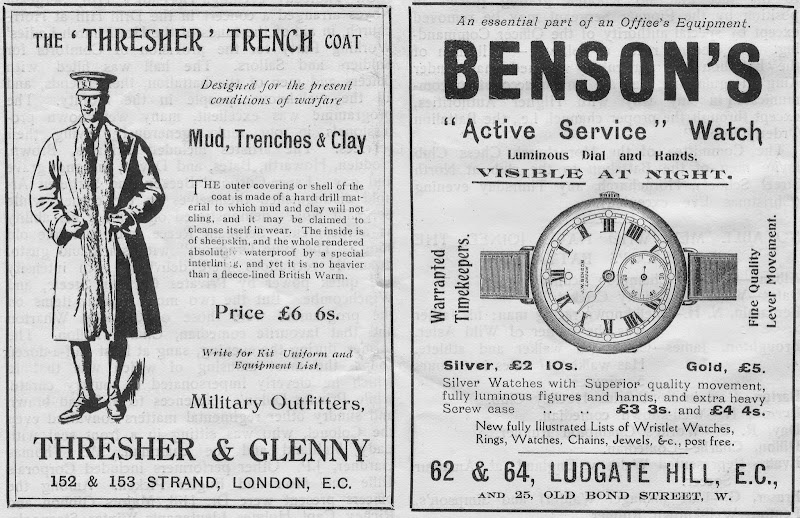 THE 'THRESHER' TRENCH COAT
Designed for the present
conditions of warfare
Mud, Trenches & Clay
THE outer covering or shell of the
coat is made of a hard drill mat-
erial to which mud and clay will not
cling, and it may be claimed to
cleanse itself in wear. The inside is
of sheepskin, and the whole rendered
absolutely waterproof by a special
interlining, and yet it is no heavier
than a fleece-lined British Warm.
Price £6 6s.
Write for Kit Uniform and
Equipment List.
Military Outfitters,
THRESHER & GLENNY
152 & 153 STRAND, LONDON, E.C.
An essential part of an Office's Equipment.
BENSON'S
"Active Service" Watch
Luminous Dial and Hands.
VISIBLE AT NIGHT.
Warranted
Timekeepers.
Fine Quality
Lever Movement.
Silver, £2 10s. Gold, £5.
Silver Watches with Superior quality movement,
fully luminous figures and hands, and extra heavy
Screw case .. ... £3 3s. and £4 4s.
New fully Illustrated Lists of Wristlet Watches,
Rings, Watches, Chains, Jewels, &c., post free.
62 & 64, LUDGATE HILL, E.C.,
AND 25, OLD BOND STREET, W.